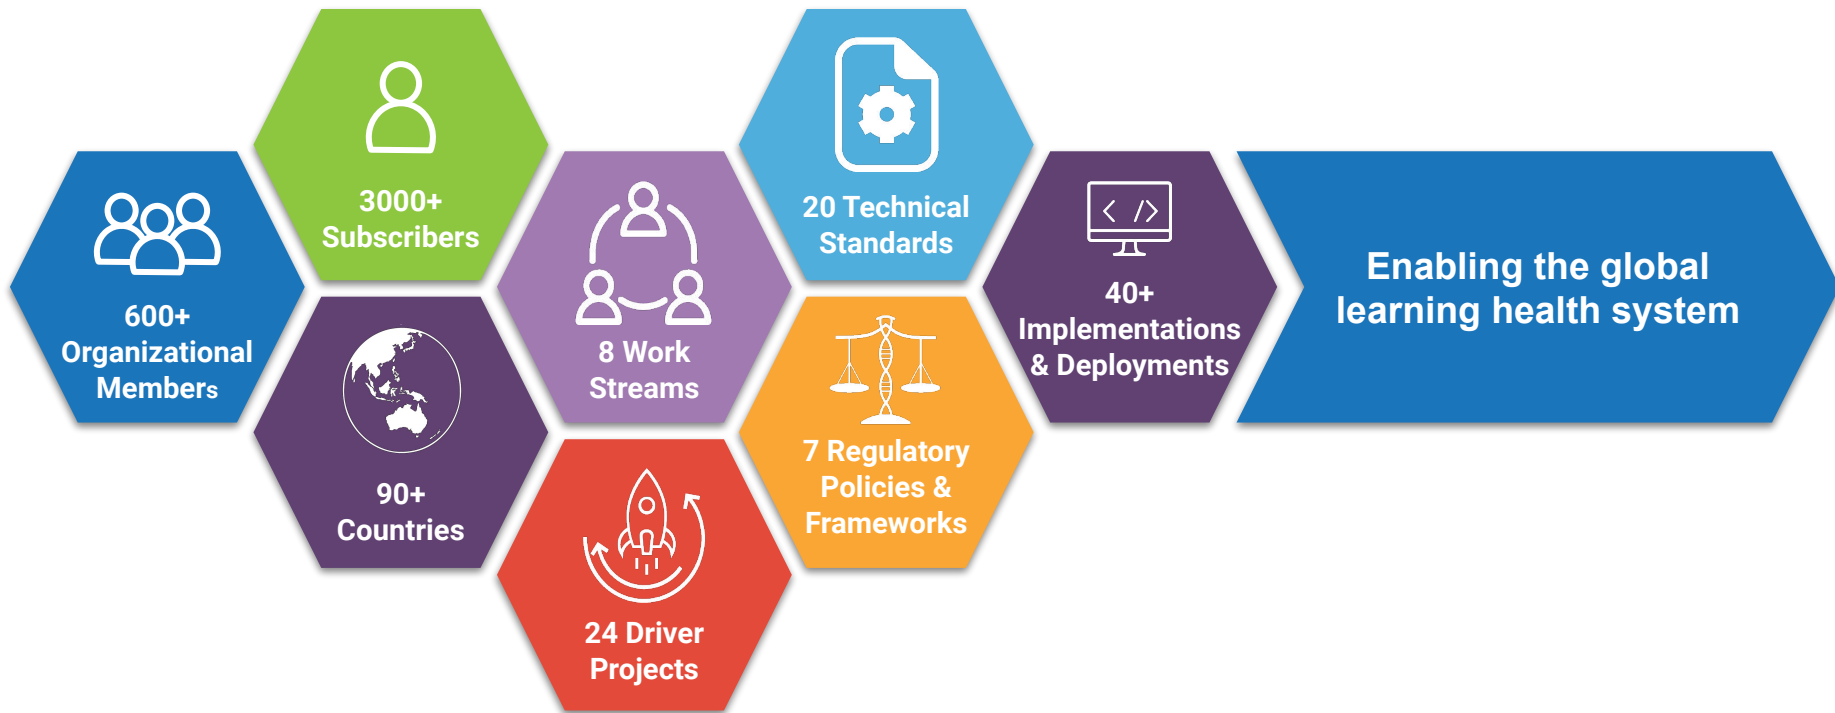 600+
Organizational
Members
3000+
Subscribers
90+
Countries
8 Work
Streams
24 Driver
Projects
20 Technical
Standards
7 Regulatory
Policies &
Frameworks
< />
40+
Implementations
& Deployments
Enabling the global
learning health system